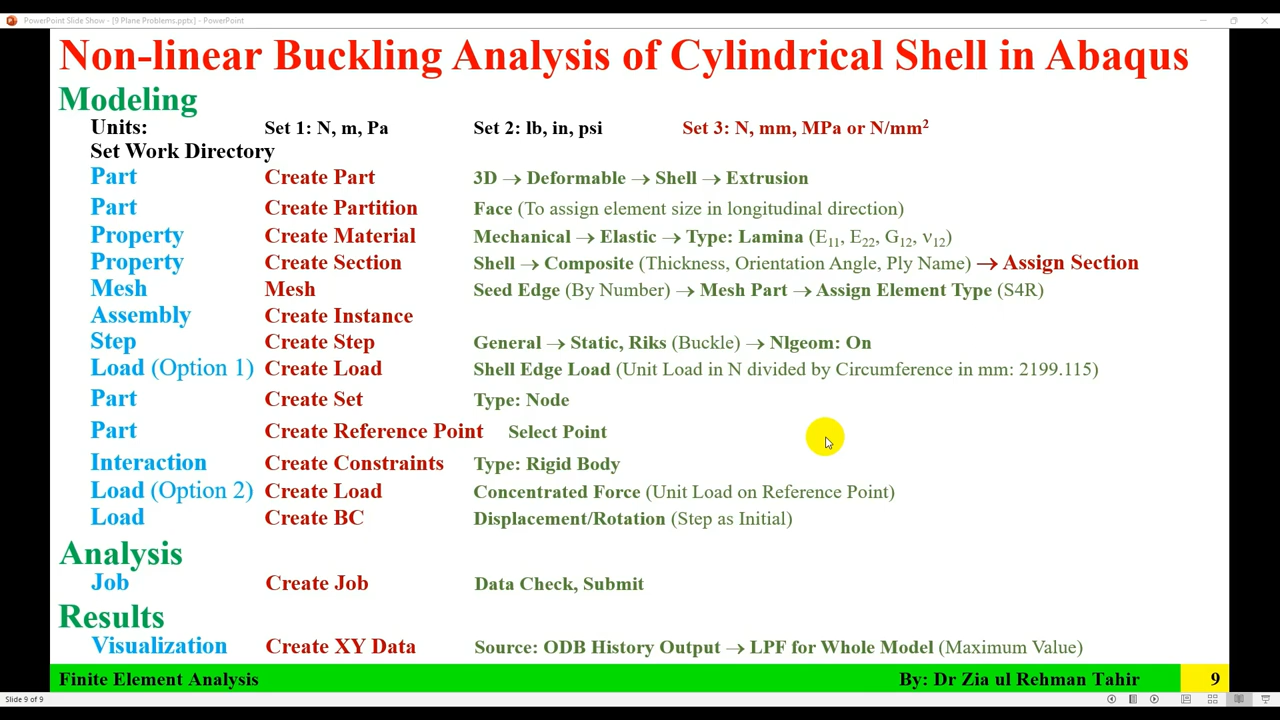 PowerPoint Slide Show - [9 Plane Problems.pptx] - PowerPoint
Non-linear Buckling Analysis of Cylindrical Shell in Abaqus
Modeling
Units: Set 1: N, m, Pa Set 2: lb, in, psi Set 3: N, mm, MPa or N/mm²
Set Work Directory
Part Create Part 3D → Deformable → Shell → Extrusion
Part Create Partition Face (To assign element size in longitudinal direction)
Property Create Material Mechanical → Elastic → Type: Lamina (E₁₁, E₂₂, G₁₂, ν₁₂)
Property Create Section Shell → Composite (Thickness, Orientation Angle, Ply Name) → Assign Section
Mesh Mesh Seed Edge (By Number) → Mesh Part → Assign Element Type (S4R)
Assembly Create Instance
Step Create Step General → Static, Riks (Buckle) → Nlgeom: On
Load (Option 1) Create Load Shell Edge Load (Unit Load in N divided by Circumference in mm: 2199.115)
Part Create Set Type: Node
Part Create Reference Point Select Point
Interaction Create Constraints Type: Rigid Body
Load (Option 2) Create Load Concentrated Force (Unit Load on Reference Point)
Load Create BC Displacement/Rotation (Step as Initial)
Analysis
Job Create Job Data Check, Submit
Results
Visualization Create XY Data Source: ODB History Output → LPF for Whole Model (Maximum Value)
Finite Element Analysis By: Dr Zia ul Rehman Tahir 9
Slide 9 of 9